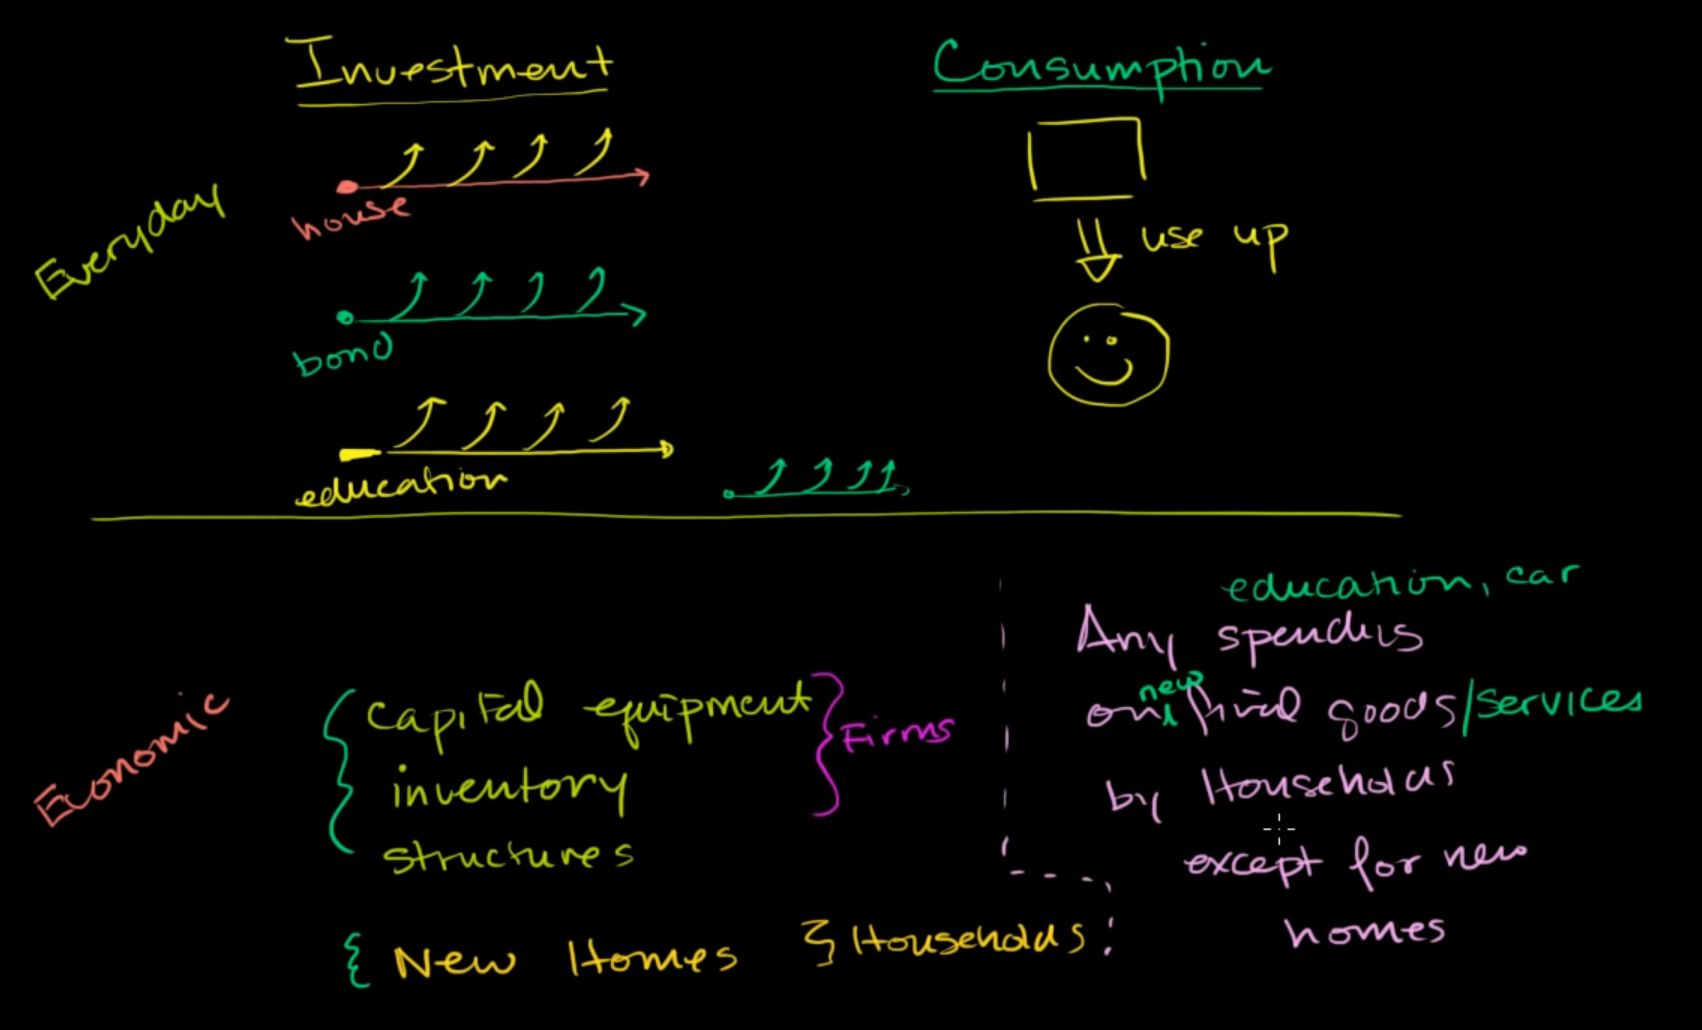 Investment
Consumption
Everyday
house
use up
bond
education
education, car
Any spending
on new final goods/services
by Households
except for new
homes
Economic
capital equipment
inventory
structures
Firms
New Homes
Households